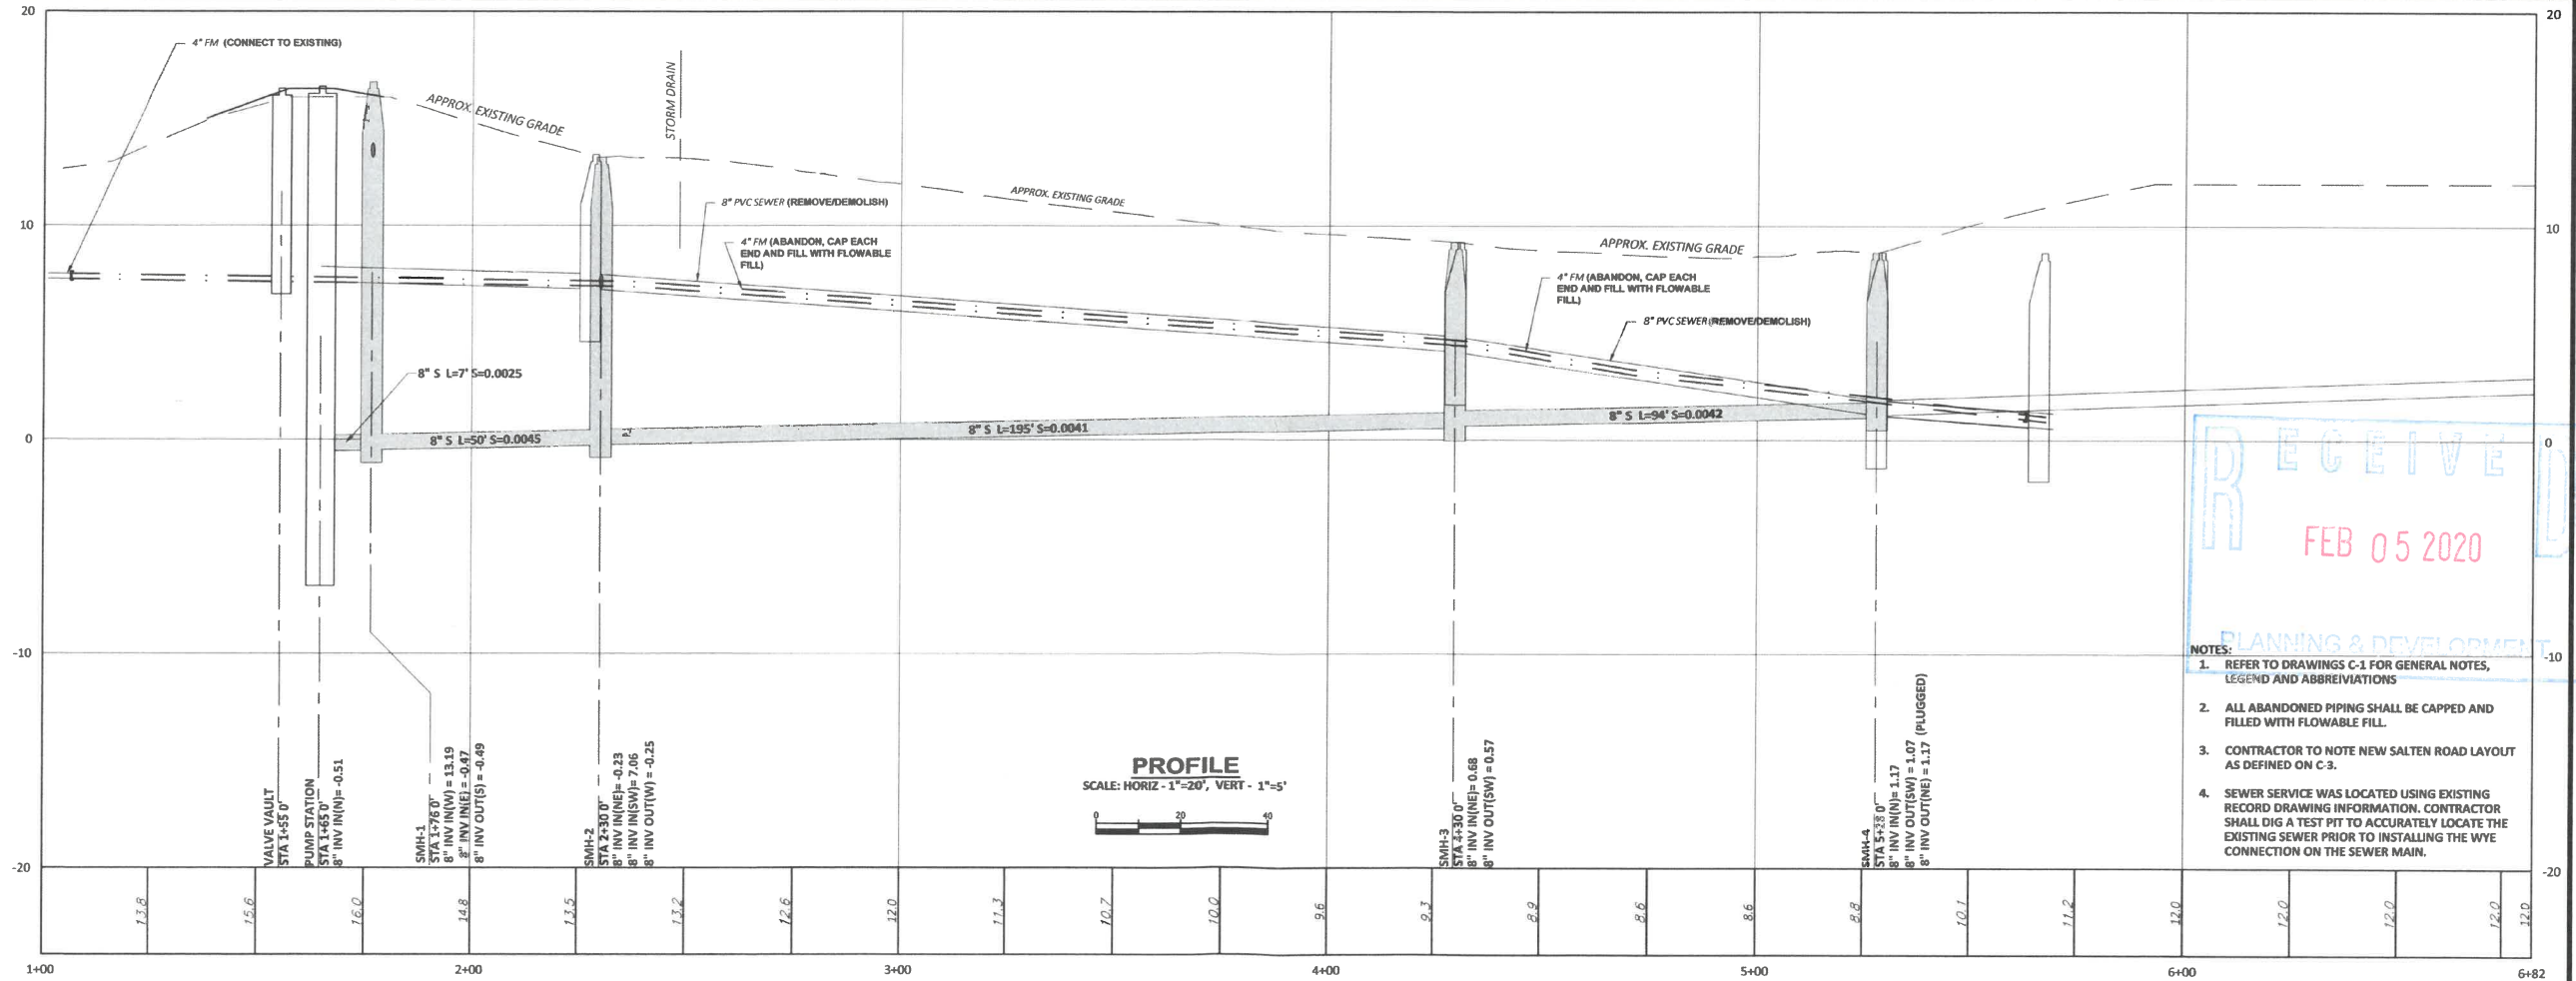 20
20
4" FM (CONNECT TO EXISTING)
APPROX. EXISTING GRADE
STORM DRAIN
8" PVC SEWER (REMOVE/DEMOLISH)
4" FM (ABANDON, CAP EACH
END AND FILL WITH FLOWABLE
FILL)
APPROX. EXISTING GRADE
APPROX. EXISTING GRADE
4" FM (ABANDON, CAP EACH
END AND FILL WITH FLOWABLE
FILL)
8" PVC SEWER (REMOVE/DEMOLISH)
10
10
8" S L=7' S=0.0025
8" S L=50' S=0.0045
8" S L=195' S=0.0041
8" S L=94' S=0.0042
0
0
RECEIVED
FEB 05 2020
PLANNING & DEVELOPMENT
-10
-10
VALVE VAULT
STA 1+55 0'
PUMP STATION
STA 1+65 0'
8" INV IN(N)= -0.51
SMH-1
STA 1+76 0'
8" INV IN(W) = 13.19
8" INV IN(E) = -0.47
8" INV OUT(S) = -0.49
SMH-2
STA 2+30 0'
8" INV IN(NE)= -0.23
8" INV IN(SW)= 7.06
8" INV OUT(W) = -0.25
PROFILE
SCALE: HORIZ - 1"=20', VERT - 1"=5'
0 20 40
SMH-3
STA 4+30 0'
8" INV IN(NE)= 0.68
8" INV OUT(SW) = 0.57
SMH-4
STA 5+28 0'
8" INV IN(N)= 1.17
8" INV OUT(SW) = 1.07
8" INV OUT(NE) = 1.17 (PLUGGED)
NOTES:
1. REFER TO DRAWINGS C-1 FOR GENERAL NOTES,
LEGEND AND ABBREIVIATIONS
2. ALL ABANDONED PIPING SHALL BE CAPPED AND
FILLED WITH FLOWABLE FILL.
3. CONTRACTOR TO NOTE NEW SALTEN ROAD LAYOUT
AS DEFINED ON C-3.
4. SEWER SERVICE WAS LOCATED USING EXISTING
RECORD DRAWING INFORMATION. CONTRACTOR
SHALL DIG A TEST PIT TO ACCURATELY LOCATE THE
EXISTING SEWER PRIOR TO INSTALLING THE WYE
CONNECTION ON THE SEWER MAIN.
-20
-20
13.8 15.6 16.0 14.8 13.5 13.2 12.6 12.0 11.3 10.7 10.0 9.6 9.3 8.9 8.6 8.6 8.8 10.1 11.2 12.0 12.0 12.0 12.0 12.0
1+00 2+00 3+00 4+00 5+00 6+00 6+82